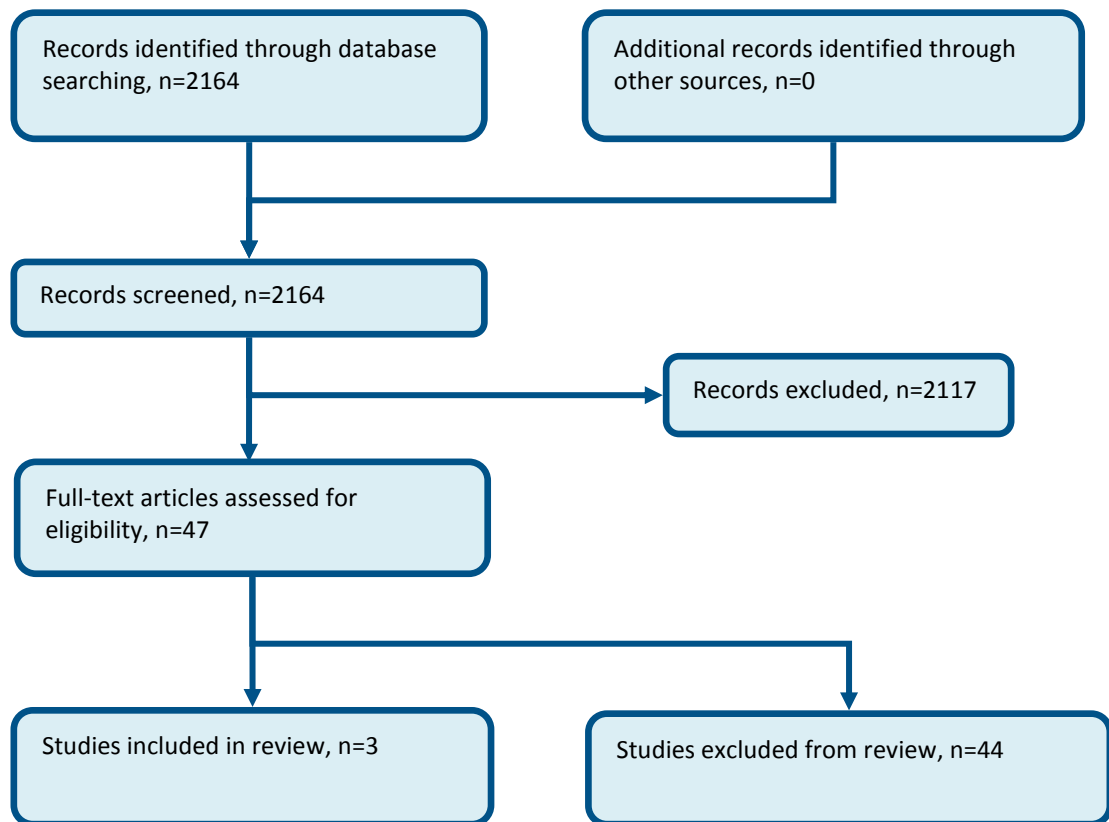 Records identified through database
searching, n=2164
Additional records identified through
other sources, n=0
Records screened, n=2164
Records excluded, n=2117
Full-text articles assessed for
eligibility, n=47
Studies included in review, n=3
Studies excluded from review, n=44